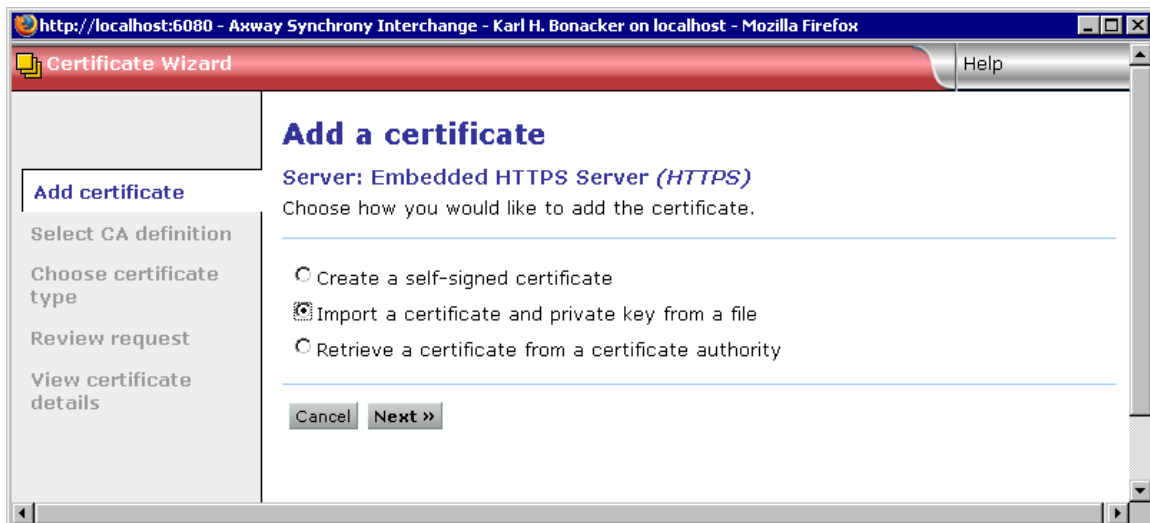 http://localhost:6080 - Axway Synchrony Interchange - Karl H. Bonacker on localhost - Mozilla Firefox
Certificate Wizard
Help
Add certificate
Select CA definition
Choose certificate
type
Review request
View certificate
details
Add a certificate
Server: Embedded HTTPS Server (HTTPS)
Choose how you would like to add the certificate.
Create a self-signed certificate
Import a certificate and private key from a file
Retrieve a certificate from a certificate authority
Cancel
Next »